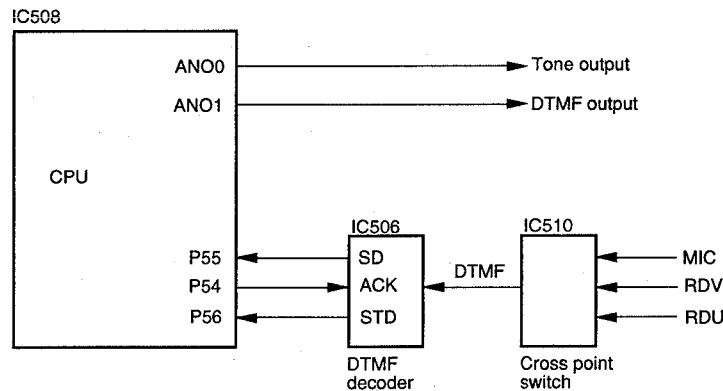 IC508
ANO0
Tone output
ANO1
DTMF output
CPU
IC506
IC510
P55
SD
MIC
P54
ACK
DTMF
RDV
P56
STD
RDU
DTMF
decoder
Cross point
switch